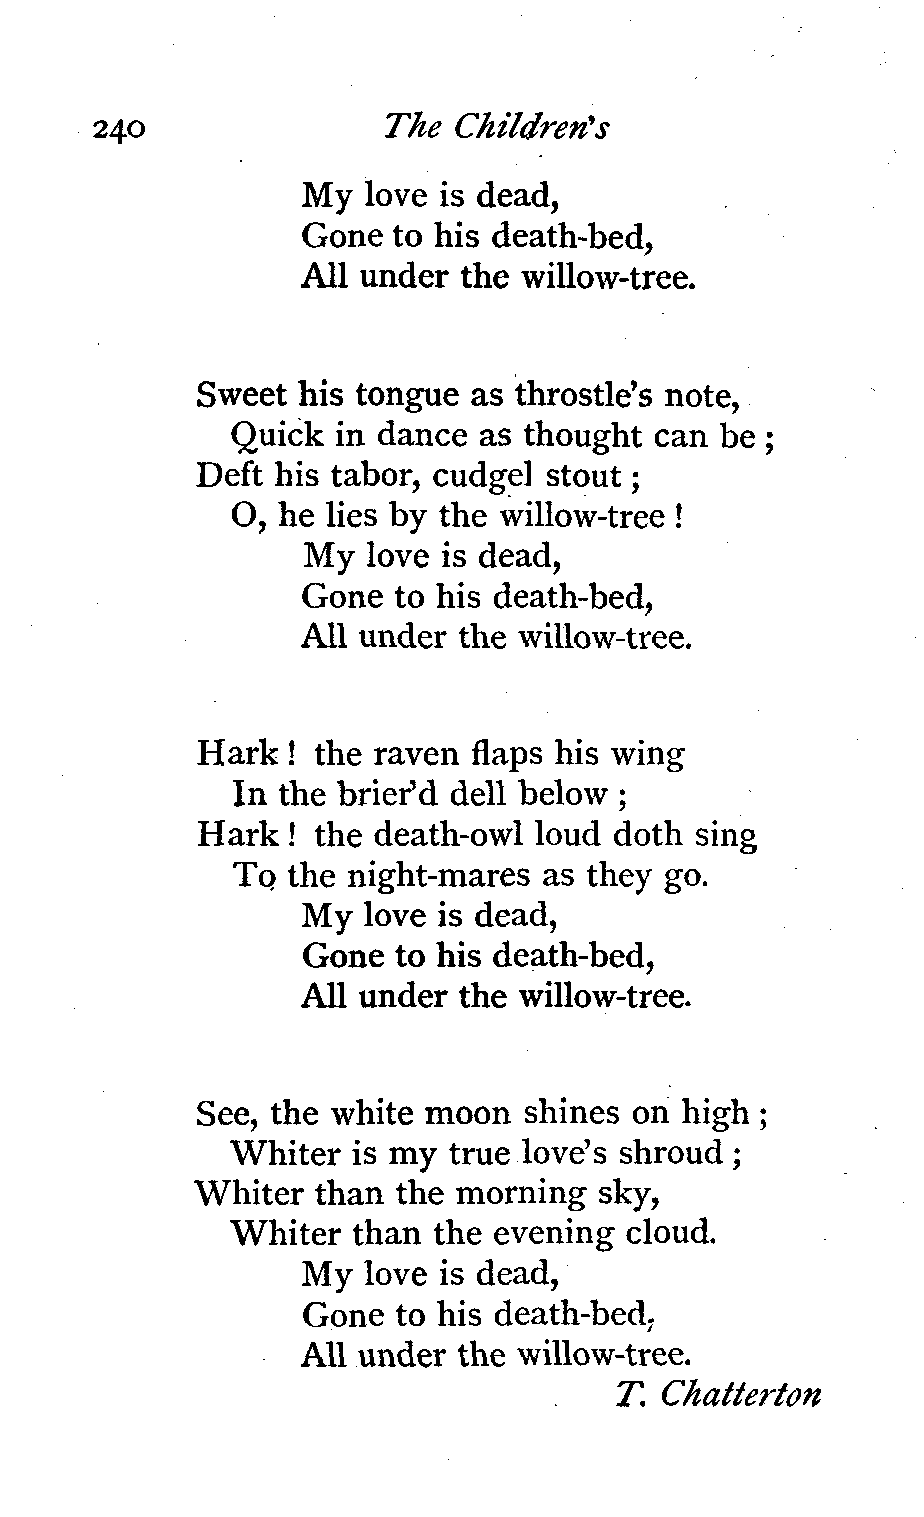 240 The Children's
My love is dead,
Gone to his death-bed,
All under the willow-tree.
Sweet his tongue as throstle's note,
Quick in dance as thought can be ;
Deft his tabor, cudgel stout ;
O, he lies by the willow-tree !
My love is dead,
Gone to his death-bed,
All under the willow-tree.
Hark ! the raven flaps his wing
In the brier'd dell below ;
Hark ! the death-owl loud doth sing
To the night-mares as they go.
My love is dead,
Gone to his death-bed,
All under the willow-tree.
See, the white moon shines on high ;
Whiter is my true love's shroud ;
Whiter than the morning sky,
Whiter than the evening cloud.
My love is dead,
Gone to his death-bed,
All under the willow-tree.
T. Chatterton